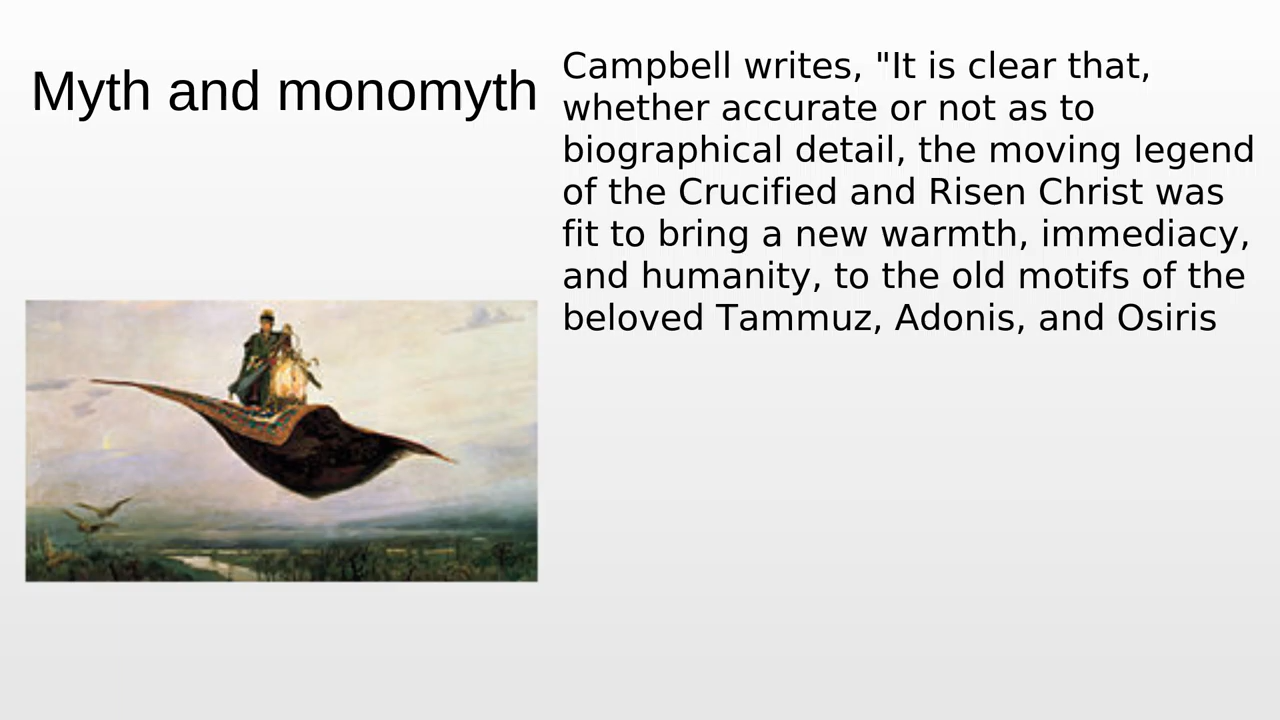 Myth and monomyth
Campbell writes, "It is clear that,
whether accurate or not as to
biographical detail, the moving legend
of the Crucified and Risen Christ was
fit to bring a new warmth, immediacy,
and humanity, to the old motifs of the
beloved Tammuz, Adonis, and Osiris